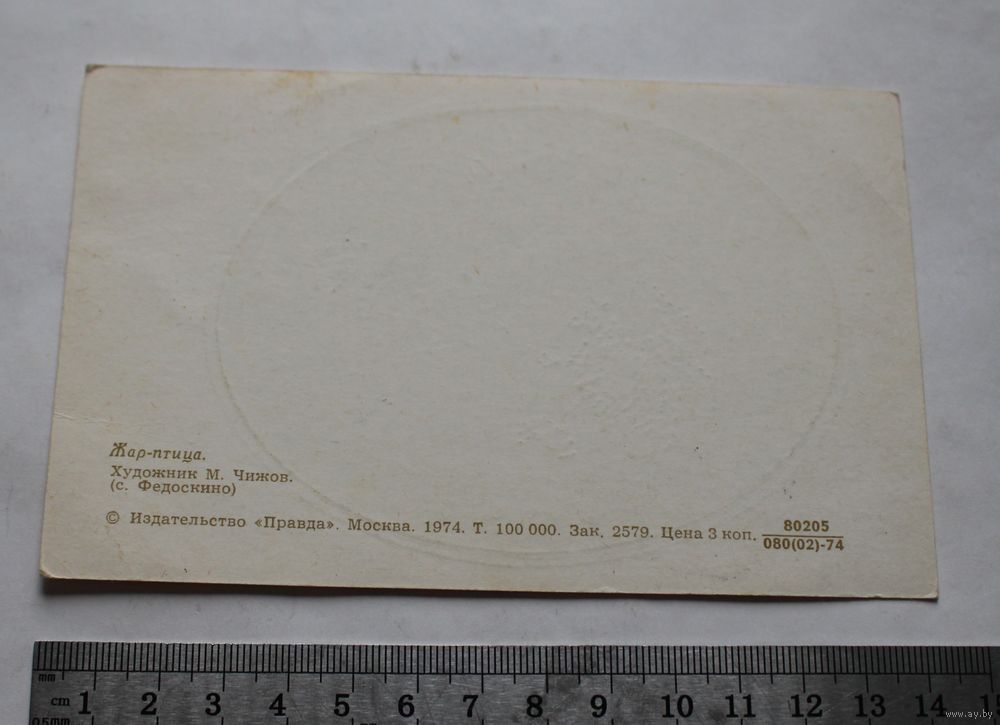 Жар-птица.
Художник М. Чижов.
(с. Федоскино)
© Издательство «Правда». Москва. 1974. Т. 100 000. Зак. 2579. Цена 3 коп. 80205
080(02)-74
mm
cm 1 2 3 4 5 6 7 8 9 10 11 12 13 14 15
0.5mm
www.ay.by